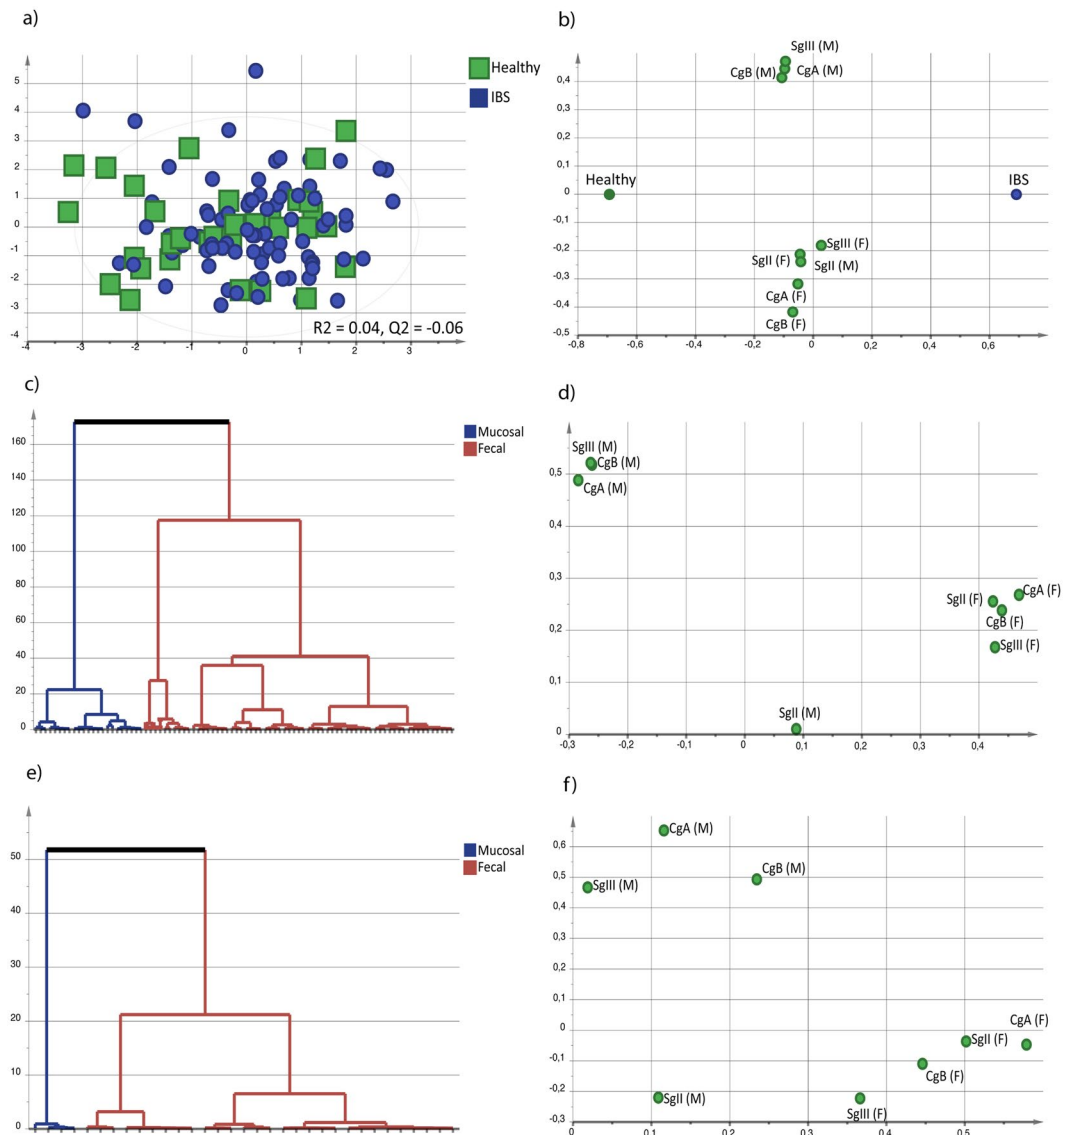 a)
5
4
3
2
1
0
-1
-2
-3
-4
-4 -3 -2 -1 0 1 2 3
Healthy
IBS
R2 = 0.04, Q2 = -0.06
b)
0,4
0,3
0,2
0,1
0
-0,1
-0,2
-0,3
-0,4
-0,5
-0,8 -0,6 -0,4 -0,2 0 0,2 0,4 0,6
SgIII (M)
CgB (M) CgA (M)
Healthy IBS
SgIII (F)
SgII (F) SgII (M)
CgA (F)
CgB (F)
c)
160
140
120
100
80
60
40
20
0
Mucosal
Fecal
d)
0,5
0,4
0,3
0,2
0,1
0
-0,3 -0,2 -0,1 0 0,1 0,2 0,3 0,4
SgIII (M)
CgB (M)
CgA (M)
CgA (F)
SgII (F)
CgB (F)
SgIII (F)
SgII (M)
e)
50
40
30
20
10
0
Mucosal
Fecal
f)
0,6
0,5
0,4
0,3
0,2
0,1
0
-0,1
-0,2
-0,3
0 0,1 0,2 0,3 0,4 0,5
CgA (M)
CgB (M)
SgIII (M)
CgA (F)
SgII (F)
CgB (F)
SgII (M)
SgIII (F)